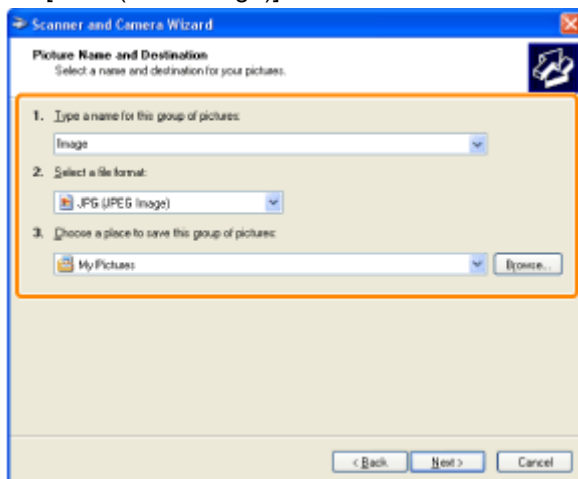 Scanner and Camera Wizard
Picture Name and Destination
Select a name and destination for your pictures.
1. Type a name for this group of pictures:
Image
2. Select a file format:
JPG (JPEG Image)
3. Choose a place to save this group of pictures:
My Pictures
Browse...
< Back
Next >
Cancel